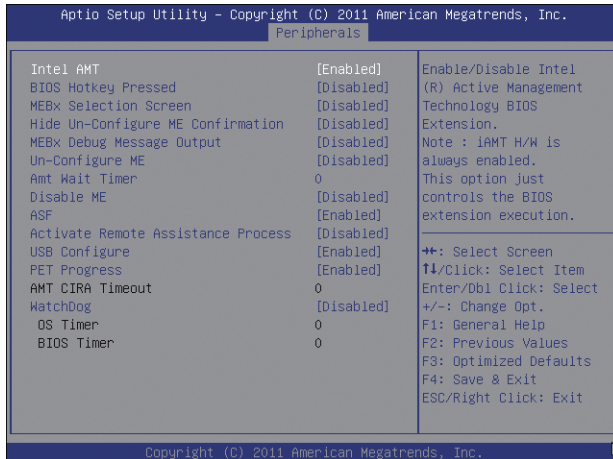 Aptio Setup Utility – Copyright (C) 2011 American Megatrends, Inc.
Peripherals
Intel AMT [Enabled]
BIOS Hotkey Pressed [Disabled]
MEBx Selection Screen [Disabled]
Hide Un-Configure ME Confirmation [Disabled]
MEBx Debug Message Output [Disabled]
Un-Configure ME [Disabled]
Amt Wait Timer 0
Disable ME [Disabled]
ASF [Enabled]
Activate Remote Assistance Process [Disabled]
USB Configure [Enabled]
PET Progress [Enabled]
AMT CIRA Timeout 0
WatchDog [Disabled]
OS Timer 0
BIOS Timer 0
Enable/Disable Intel
(R) Active Management
Technology BIOS
Extension.
Note : iAMT H/W is
always enabled.
This option just
controls the BIOS
extension execution.
→←: Select Screen
↑↓/Click: Select Item
Enter/Dbl Click: Select
+/-: Change Opt.
F1: General Help
F2: Previous Values
F3: Optimized Defaults
F4: Save & Exit
ESC/Right Click: Exit
Copyright (C) 2011 American Megatrends, Inc.